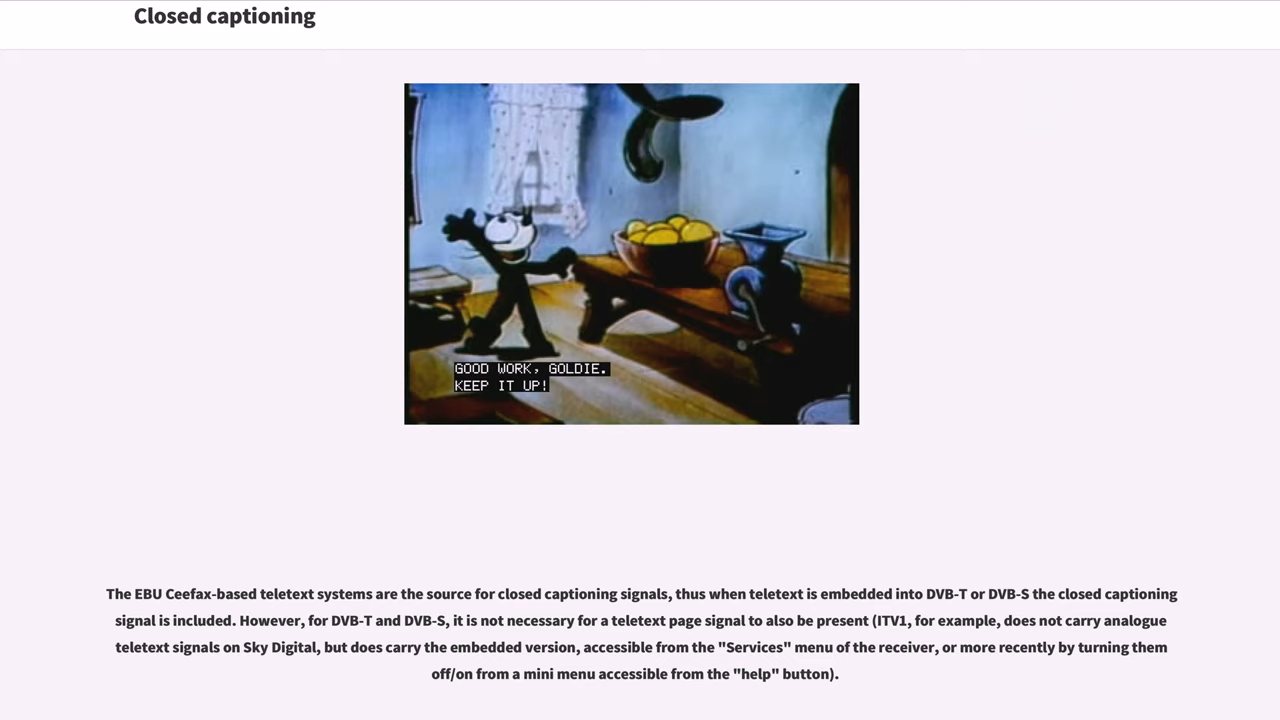 Closed captioning
GOOD WORK, GOLDIE.
KEEP IT UP!
The EBU Ceefax-based teletext systems are the source for closed captioning signals, thus when teletext is embedded into DVB-T or DVB-S the closed captioning
signal is included. However, for DVB-T and DVB-S, it is not necessary for a teletext page signal to also be present (ITV1, for example, does not carry analogue
teletext signals on Sky Digital, but does carry the embedded version, accessible from the "Services" menu of the receiver, or more recently by turning them
off/on from a mini menu accessible from the "help" button).